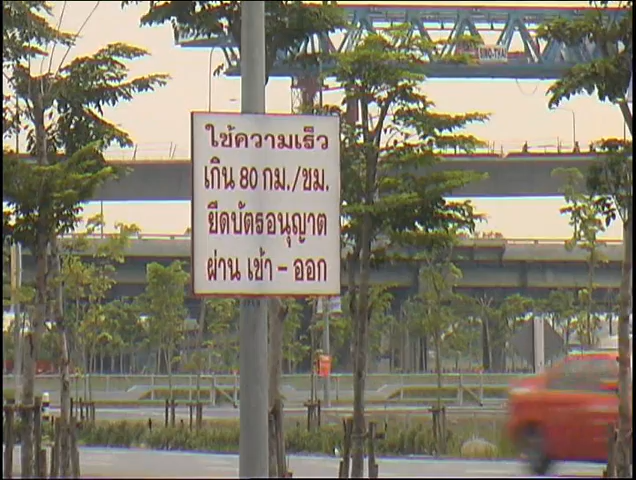 ใช้ความเร็ว
เกิน 80 กม./ชม.
ยึดบัตรอนุญาต
ผ่าน เข้า - ออก